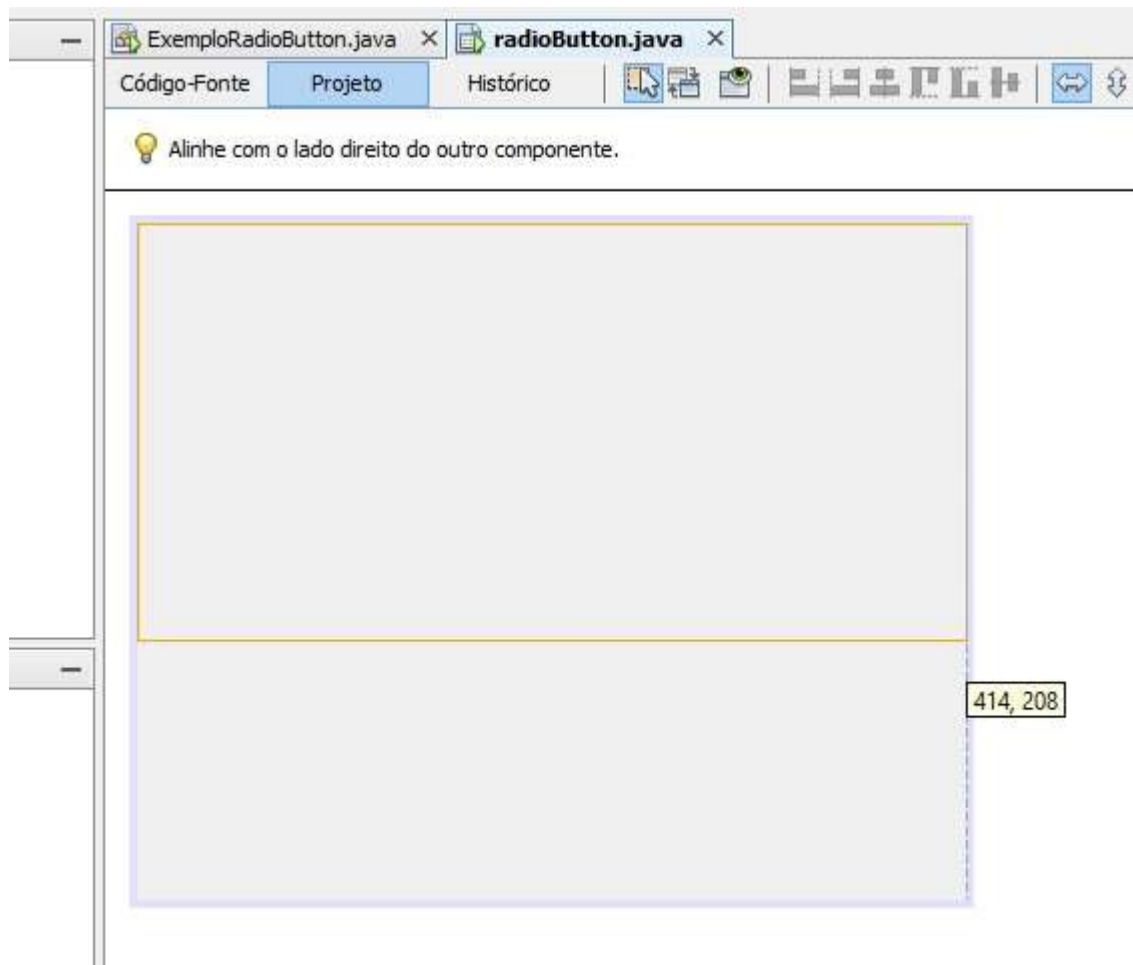 ExemploRadioButton.java radioButton.java
Código-Fonte Projeto Histórico
Alinhe com o lado direito do outro componente.
414, 208